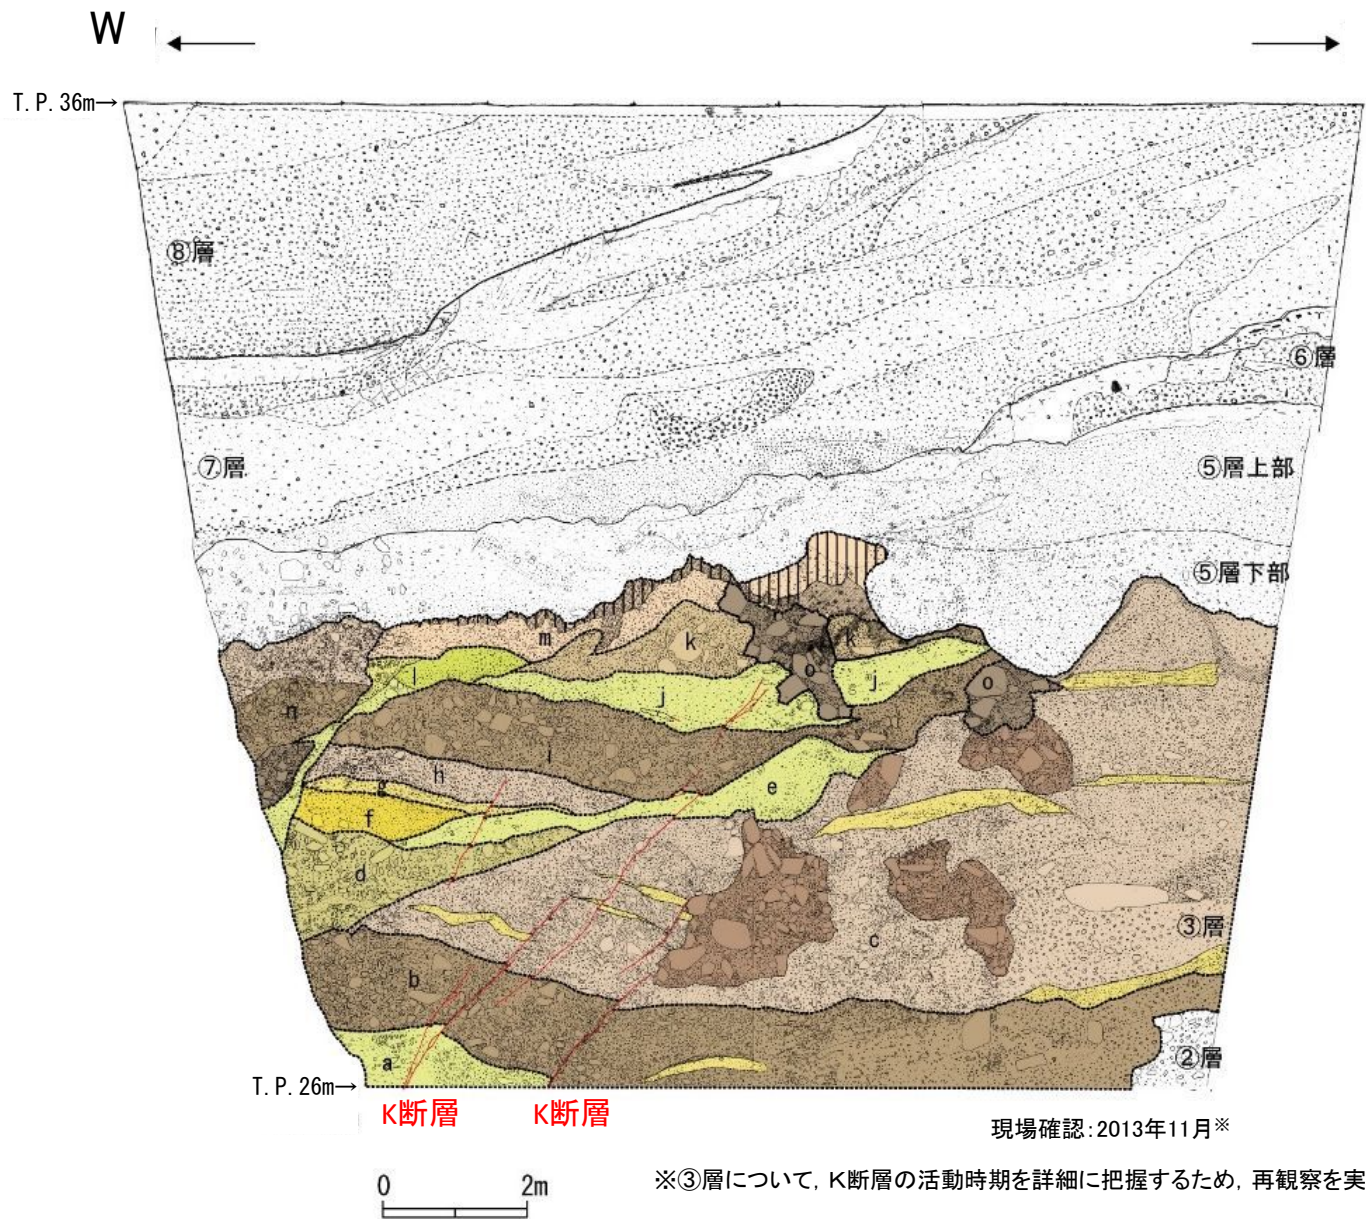 W
T.P.36m→
⑧層
⑥層
⑦層
⑤層上部
⑤層下部
m
k
k
l
o
j
j
o
n
i
h
g
e
f
d
c
③層
b
a
②層
T.P.26m→
K断層
K断層
現場確認:2013年11月※
0
2m
※③層について, K断層の活動時期を詳細に把握するため, 再観察を実